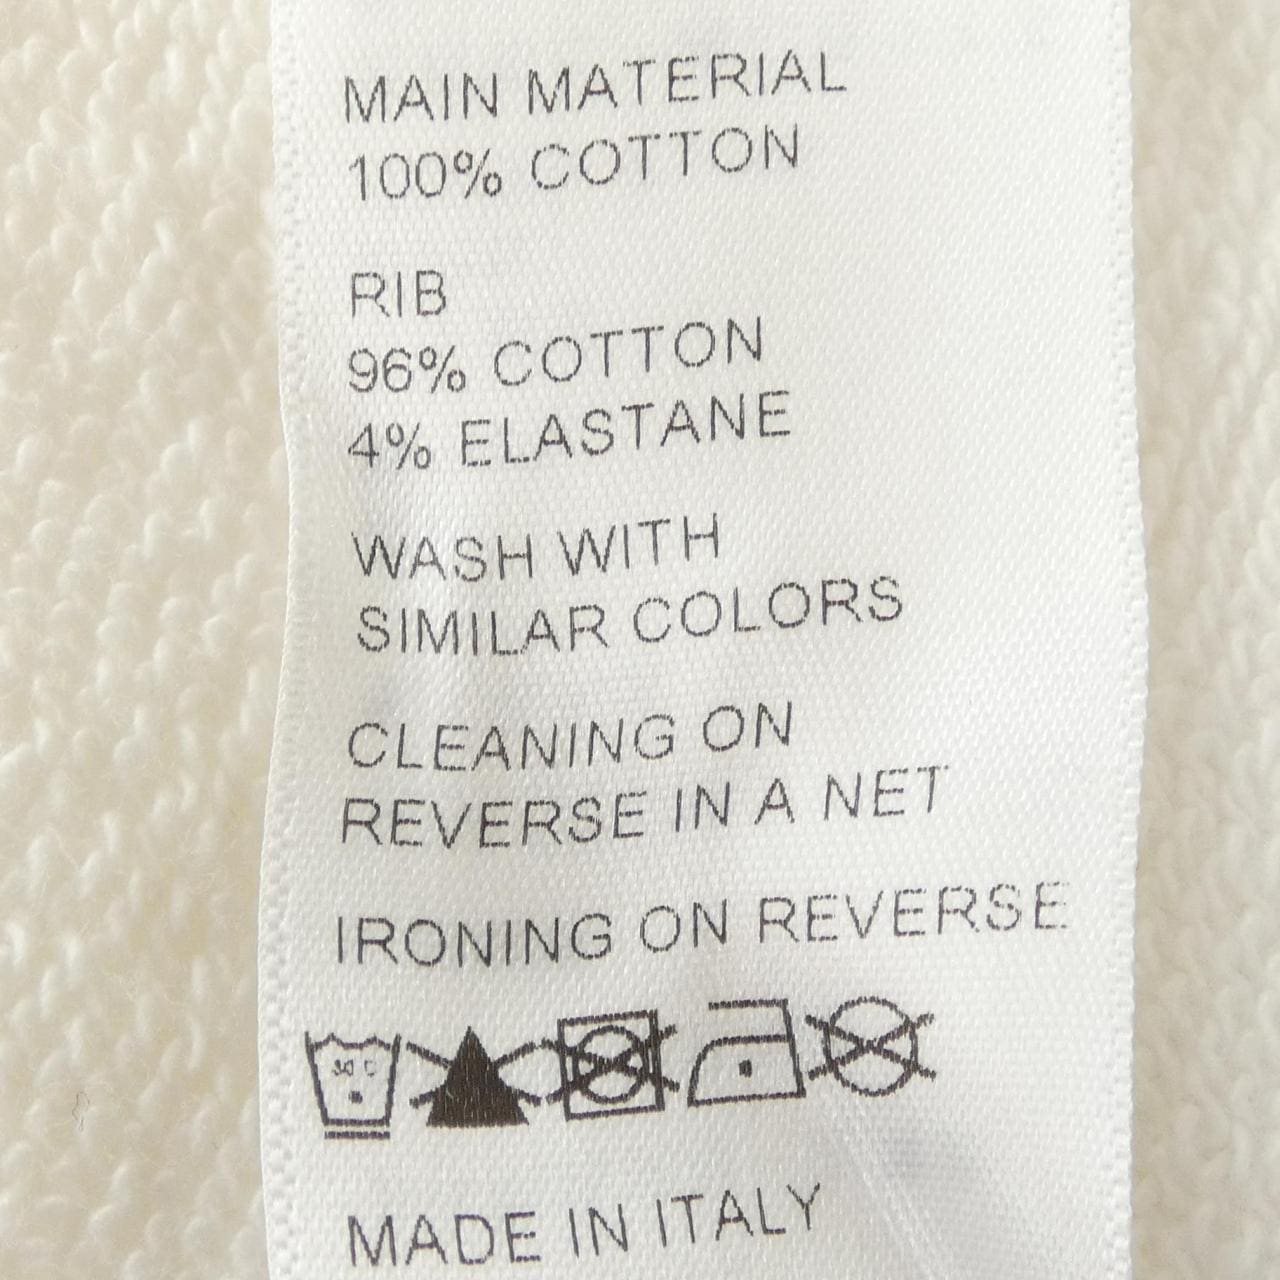 MAIN MATERIAL
100% COTTON
RIB
96% COTTON
4% ELASTANE
WASH WITH
SIMILAR COLORS
CLEANING ON
REVERSE IN A NET
IRONING ON REVERSE
30 C
MADE IN ITALY